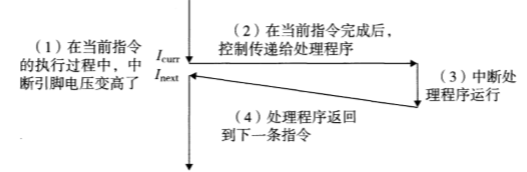 （1）在当前指令
的执行过程中，中
断引脚电压变高了
Icurr
Inext
（2）在当前指令完成后，
控制传递给处理程序
（3）中断处
理程序运行
（4）处理程序返回
到下一条指令